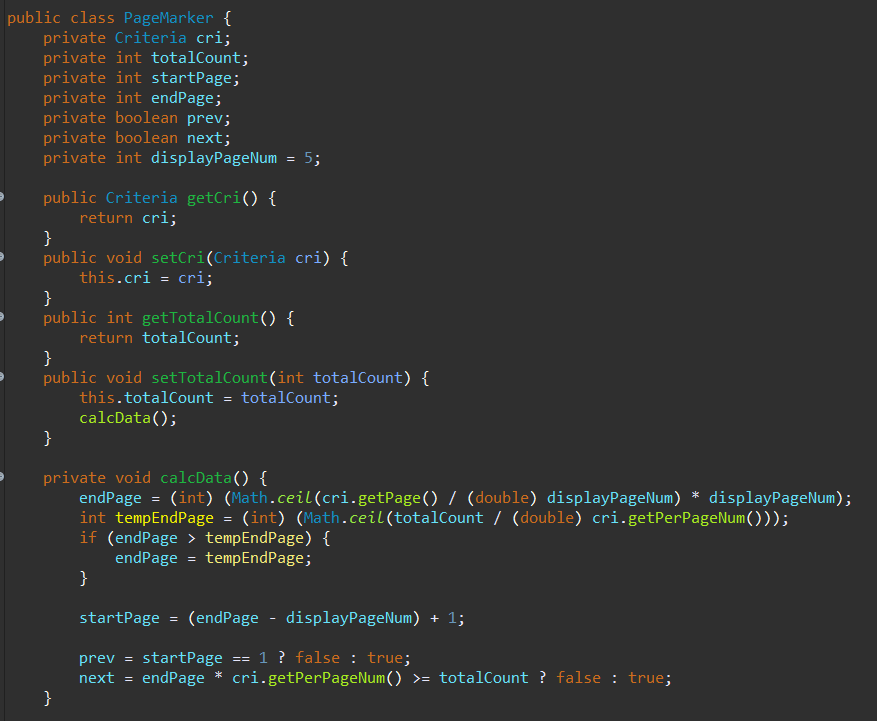 public class PageMarker {
private Criteria cri;
private int totalCount;
private int startPage;
private int endPage;
private boolean prev;
private boolean next;
private int displayPageNum = 5;
public Criteria getCri() {
return cri;
}
public void setCri(Criteria cri) {
this.cri = cri;
}
public int getTotalCount() {
return totalCount;
}
public void setTotalCount(int totalCount) {
this.totalCount = totalCount;
calcData();
}
private void calcData() {
endPage = (int) (Math.ceil(cri.getPage() / (double) displayPageNum) * displayPageNum);
int tempEndPage = (int) (Math.ceil(totalCount / (double) cri.getPerPageNum()));
if (endPage > tempEndPage) {
endPage = tempEndPage;
}
startPage = (endPage - displayPageNum) + 1;
prev = startPage == 1 ? false : true;
next = endPage * cri.getPerPageNum() >= totalCount ? false : true;
}